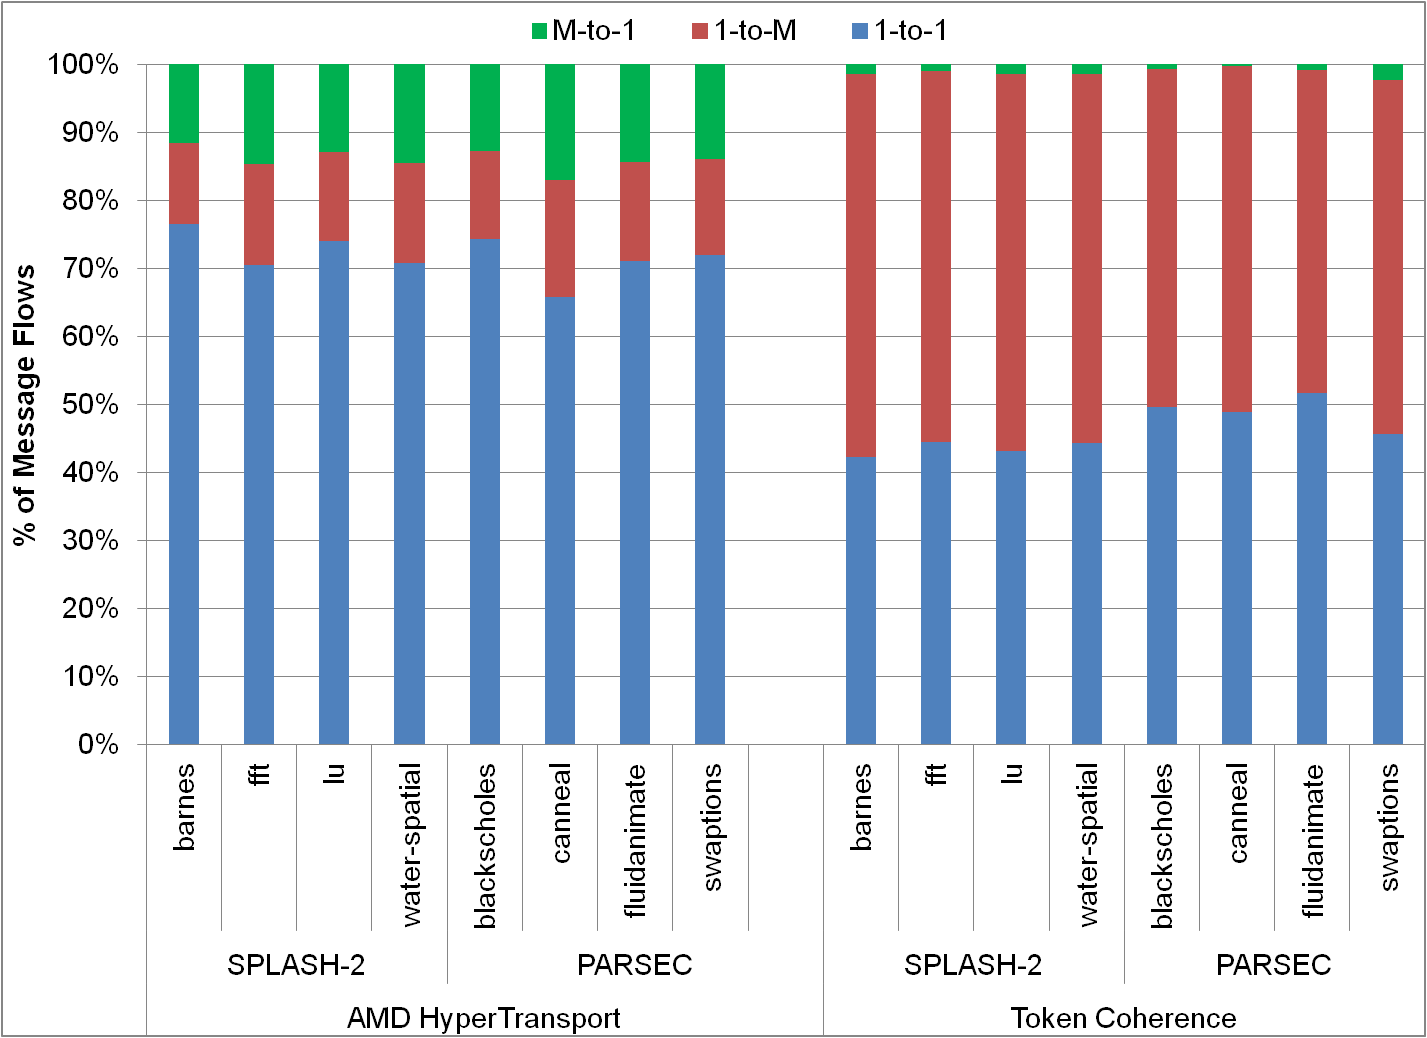 M-to-1 1-to-M 1-to-1
% of Message Flows
100%
90%
80%
70%
60%
50%
40%
30%
20%
10%
0%
barnes
fft
lu
water-spatial
blackscholes
canneal
fluidanimate
swaptions
barnes
fft
lu
water-spatial
blackscholes
canneal
fluidanimate
swaptions
SPLASH-2 PARSEC SPLASH-2 PARSEC
AMD HyperTransport Token Coherence